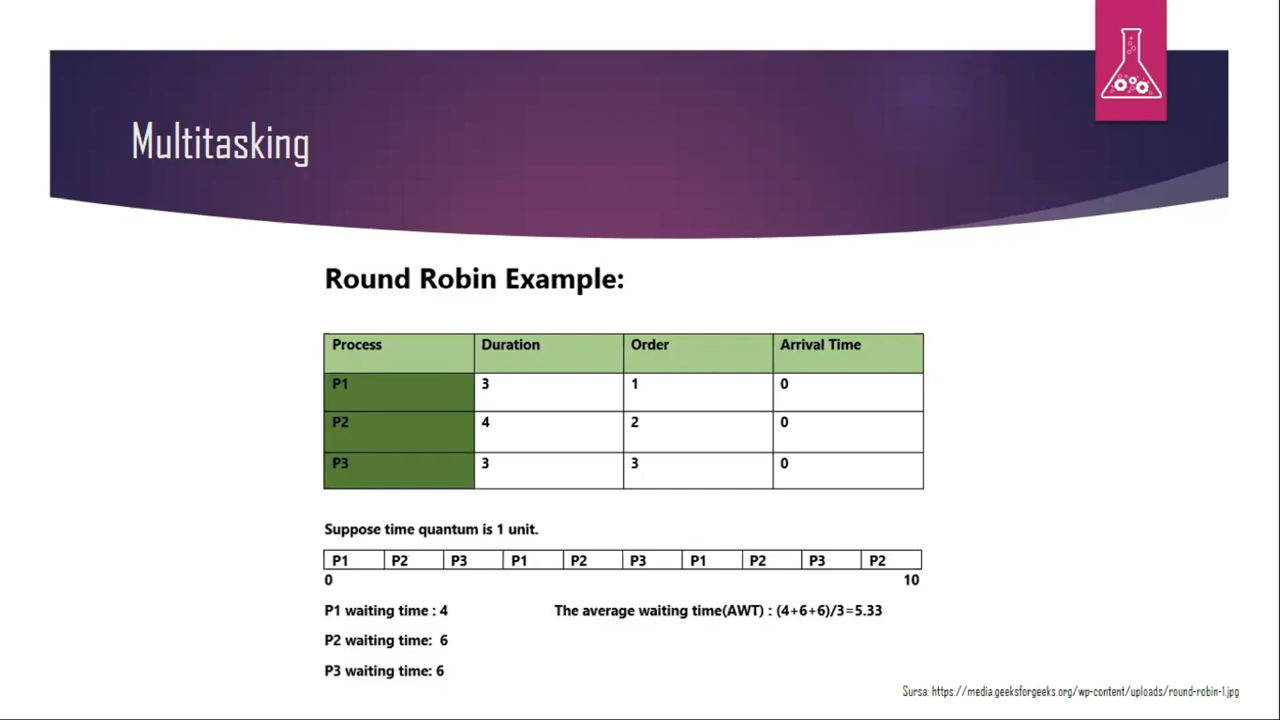 Multitasking
Round Robin Example:
Process Duration Order Arrival Time
P1 3 1 0
P2 4 2 0
P3 3 3 0
Suppose time quantum is 1 unit.
P1 P2 P3 P1 P2 P3 P1 P2 P3 P2
0 10
P1 waiting time : 4 The average waiting time(AWT) : (4+6+6)/3=5.33
P2 waiting time: 6
P3 waiting time: 6
Sursa: https://media.geeksforgeeks.org/wp-content/uploads/round-robin-1.jpg